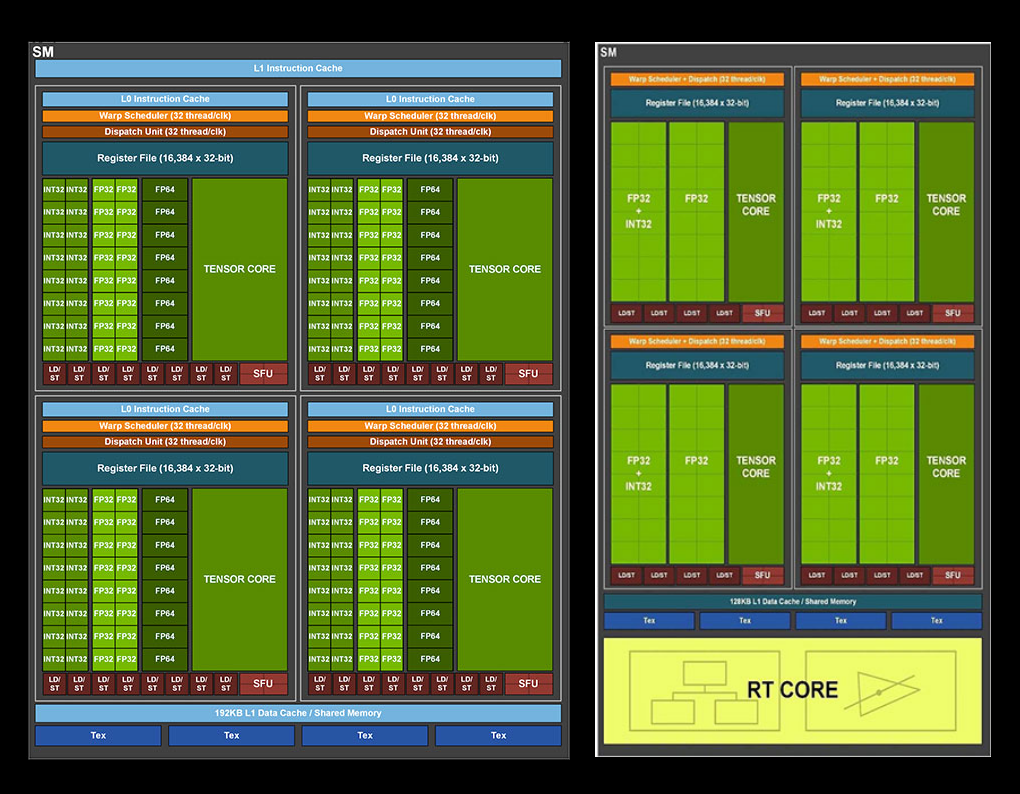 SM
L1 Instruction Cache
L0 Instruction Cache
Warp Scheduler (32 thread/clk)
Dispatch Unit (32 thread/clk)
Register File (16,384 x 32-bit)
INT32 INT32 FP32 FP32 FP64
INT32 INT32 FP32 FP32 FP64
INT32 INT32 FP32 FP32 FP64
INT32 INT32 FP32 FP32 FP64
INT32 INT32 FP32 FP32 FP64
INT32 INT32 FP32 FP32 FP64
INT32 INT32 FP32 FP32 FP64
INT32 INT32 FP32 FP32 FP64
TENSOR CORE
LD/ LD/ LD/ LD/ LD/ LD/ LD/ LD/
ST ST ST ST ST ST ST ST
SFU
L0 Instruction Cache
Warp Scheduler (32 thread/clk)
Dispatch Unit (32 thread/clk)
Register File (16,384 x 32-bit)
INT32 INT32 FP32 FP32 FP64
INT32 INT32 FP32 FP32 FP64
INT32 INT32 FP32 FP32 FP64
INT32 INT32 FP32 FP32 FP64
INT32 INT32 FP32 FP32 FP64
INT32 INT32 FP32 FP32 FP64
INT32 INT32 FP32 FP32 FP64
INT32 INT32 FP32 FP32 FP64
TENSOR CORE
LD/ LD/ LD/ LD/ LD/ LD/ LD/ LD/
ST ST ST ST ST ST ST ST
SFU
L0 Instruction Cache
Warp Scheduler (32 thread/clk)
Dispatch Unit (32 thread/clk)
Register File (16,384 x 32-bit)
INT32 INT32 FP32 FP32 FP64
INT32 INT32 FP32 FP32 FP64
INT32 INT32 FP32 FP32 FP64
INT32 INT32 FP32 FP32 FP64
INT32 INT32 FP32 FP32 FP64
INT32 INT32 FP32 FP32 FP64
INT32 INT32 FP32 FP32 FP64
INT32 INT32 FP32 FP32 FP64
TENSOR CORE
LD/ LD/ LD/ LD/ LD/ LD/ LD/ LD/
ST ST ST ST ST ST ST ST
SFU
L0 Instruction Cache
Warp Scheduler (32 thread/clk)
Dispatch Unit (32 thread/clk)
Register File (16,384 x 32-bit)
INT32 INT32 FP32 FP32 FP64
INT32 INT32 FP32 FP32 FP64
INT32 INT32 FP32 FP32 FP64
INT32 INT32 FP32 FP32 FP64
INT32 INT32 FP32 FP32 FP64
INT32 INT32 FP32 FP32 FP64
INT32 INT32 FP32 FP32 FP64
INT32 INT32 FP32 FP32 FP64
TENSOR CORE
LD/ LD/ LD/ LD/ LD/ LD/ LD/ LD/
ST ST ST ST ST ST ST ST
SFU
192KB L1 Data Cache / Shared Memory
Tex Tex Tex Tex
SM
Warp Scheduler + Dispatch (32 thread/clk)
Register File (16,384 x 32-bit)
FP32
+
INT32
FP32
TENSOR
CORE
LD/ST LD/ST LD/ST LD/ST SFU
Warp Scheduler + Dispatch (32 thread/clk)
Register File (16,384 x 32-bit)
FP32
+
INT32
FP32
TENSOR
CORE
LD/ST LD/ST LD/ST LD/ST SFU
Warp Scheduler + Dispatch (32 thread/clk)
Register File (16,384 x 32-bit)
FP32
+
INT32
FP32
TENSOR
CORE
LD/ST LD/ST LD/ST LD/ST SFU
Warp Scheduler + Dispatch (32 thread/clk)
Register File (16,384 x 32-bit)
FP32
+
INT32
FP32
TENSOR
CORE
LD/ST LD/ST LD/ST LD/ST SFU
128KB L1 Data Cache / Shared Memory
Tex Tex Tex Tex
RT CORE